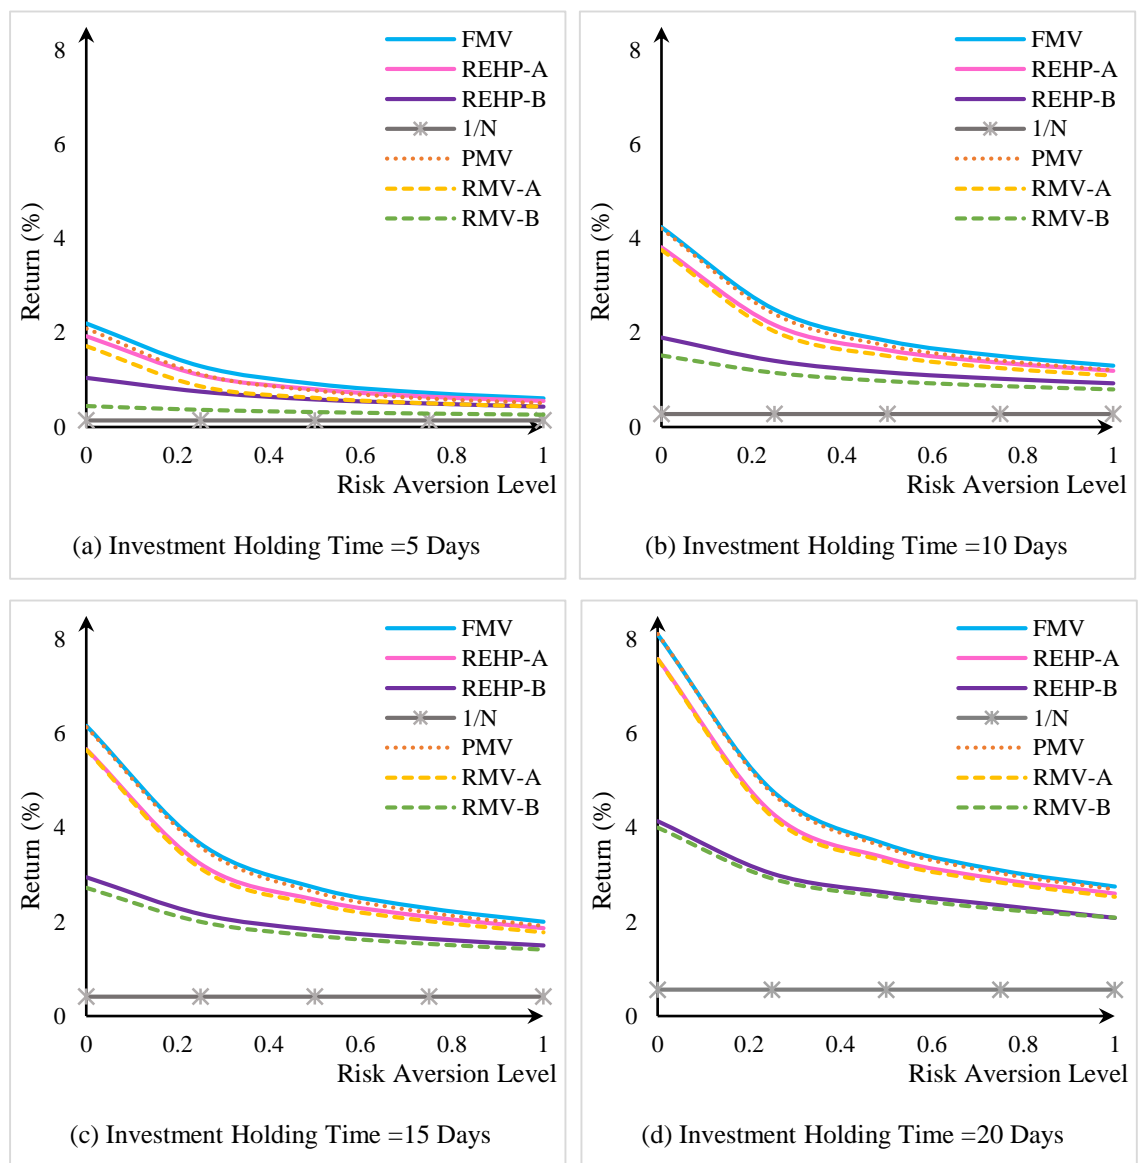 8
6
4
2
0
Return (%)
FMV
REHP-A
REHP-B
1/N
PMV
RMV-A
RMV-B
0 0.2 0.4 0.6 0.8 1
Risk Aversion Level
(a) Investment Holding Time =5 Days
8
6
4
2
0
Return (%)
FMV
REHP-A
REHP-B
1/N
PMV
RMV-A
RMV-B
0 0.2 0.4 0.6 0.8 1
Risk Aversion Level
(b) Investment Holding Time =10 Days
8
6
4
2
0
Return (%)
FMV
REHP-A
REHP-B
1/N
PMV
RMV-A
RMV-B
0 0.2 0.4 0.6 0.8 1
Risk Aversion Level
(c) Investment Holding Time =15 Days
8
6
4
2
0
Return (%)
FMV
REHP-A
REHP-B
1/N
PMV
RMV-A
RMV-B
0 0.2 0.4 0.6 0.8 1
Risk Aversion Level
(d) Investment Holding Time =20 Days